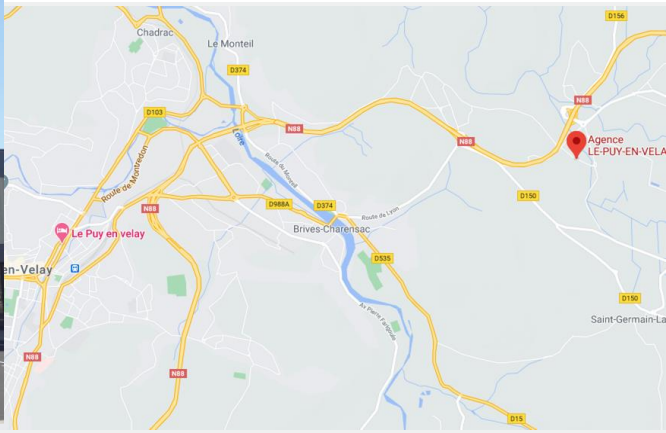 D156
Chadrac
Le Monteil
D374
N88
D103
N88
Loire
N88
Agence
LE-PUY-EN-VELA
Route de Montredon
Route de Monteil
D150
D988A
D374
N88
Route de Lyon
Le Puy en velay
Brives-Charensac
D535
en-Velay
D150
Av Pierre Farigoule
Saint-Germain-La
N88
N88
D15